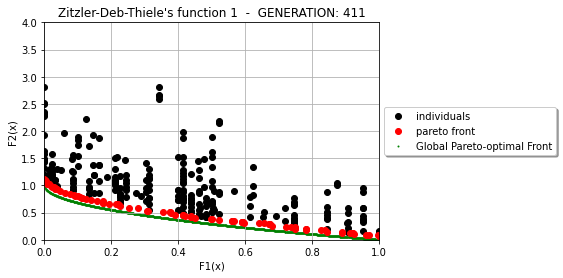 Zitzler-Deb-Thiele's function 1 - GENERATION: 411
4.0
3.5
3.0
2.5
2.0
1.5
1.0
0.5
0.0
F2(x)
0.0 0.2 0.4 0.6 0.8 1.0
F1(x)
individuals
pareto front
Global Pareto-optimal Front